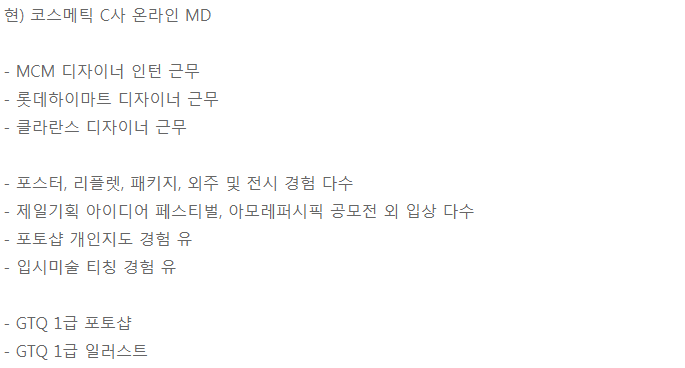 현) 코스메틱 C사 온라인 MD
- MCM 디자이너 인턴 근무
- 롯데하이마트 디자이너 근무
- 클라란스 디자이너 근무
- 포스터, 리플렛, 패키지, 외주 및 전시 경험 다수
- 제일기획 아이디어 페스티벌, 아모레퍼시픽 공모전 외 입상 다수
- 포토샵 개인지도 경험 유
- 입시미술 티칭 경험 유
- GTQ 1급 포토샵
- GTQ 1급 일러스트